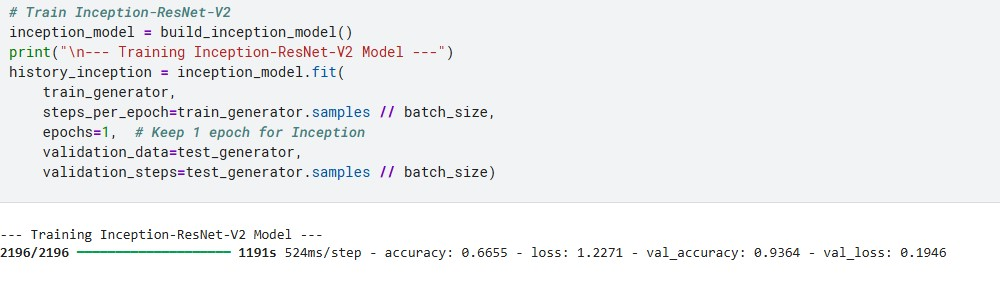 # Train Inception-ResNet-V2
inception_model = build_inception_model()
print("\n--- Training Inception-ResNet-V2 Model ---")
history_inception = inception_model.fit(
    train_generator,
    steps_per_epoch=train_generator.samples // batch_size,
    epochs=1,  # Keep 1 epoch for Inception
    validation_data=test_generator,
    validation_steps=test_generator.samples // batch_size)
--- Training Inception-ResNet-V2 Model ---
2196/2196 ━━━━━━━━━━━━━━━━━━━━ 1191s 524ms/step - accuracy: 0.6655 - loss: 1.2271 - val_accuracy: 0.9364 - val_loss: 0.1946